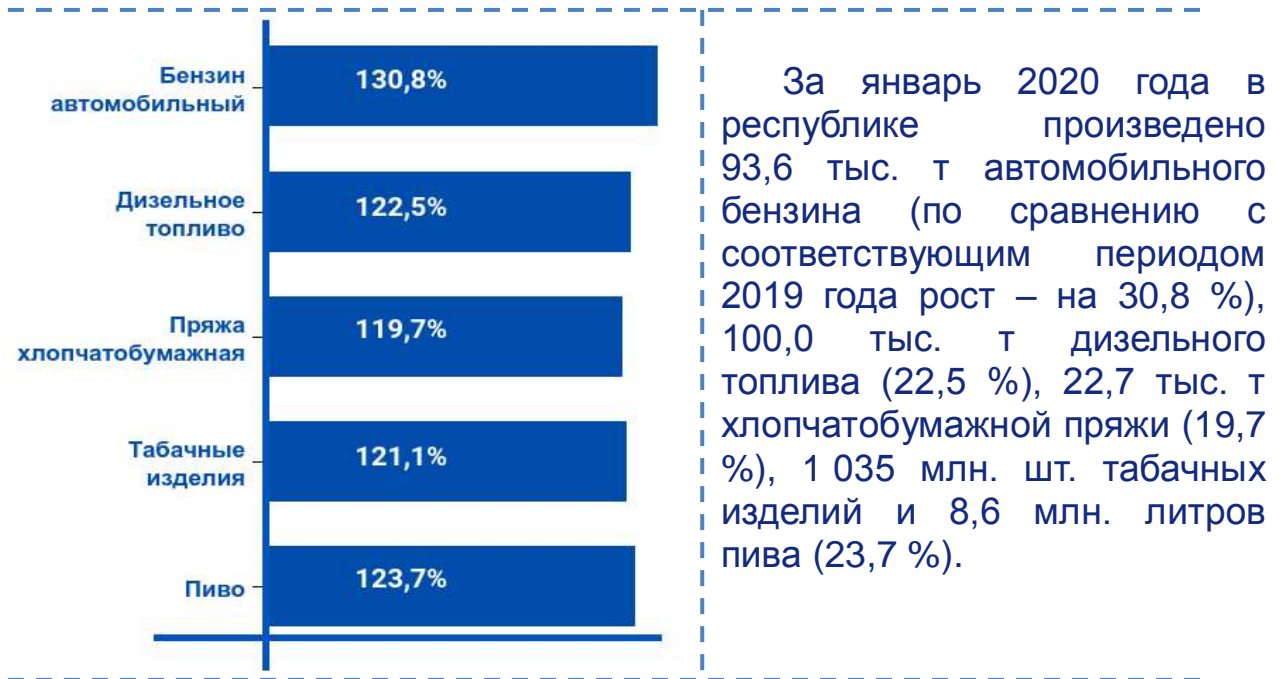 Бензин
автомобильный
130,8%
Дизельное
топливо
122,5%
Пряжа
хлопчатобумажная
119,7%
Табачные
изделия
121,1%
Пиво
123,7%
За январь 2020 года в
республике произведено
93,6 тыс. т автомобильного
бензина (по сравнению с
соответствующим периодом
2019 года рост – на 30,8 %),
100,0 тыс. т дизельного
топлива (22,5 %), 22,7 тыс. т
хлопчатобумажной пряжи (19,7
%), 1 035 млн. шт. табачных
изделий и 8,6 млн. литров
пива (23,7 %).